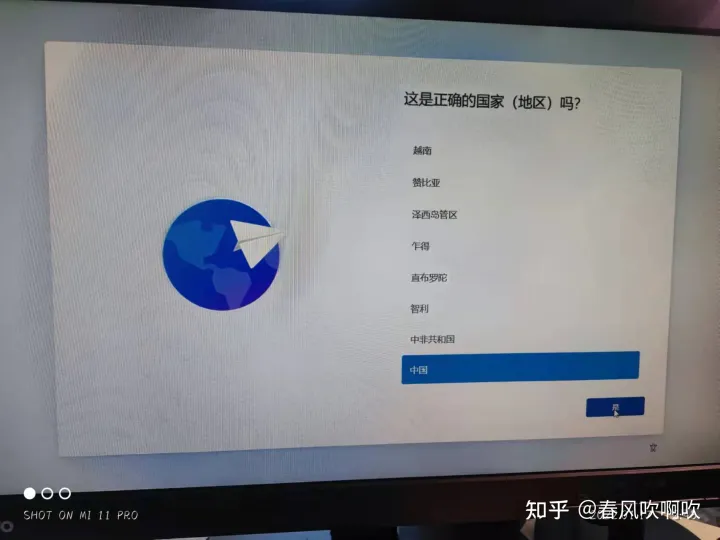 这是正确的国家（地区）吗?
越南
赞比亚
泽西岛管区
乍得
直布罗陀
智利
中非共和国
中国
是
SHOT ON MI 11 PRO
知乎 @春风吹啊吹